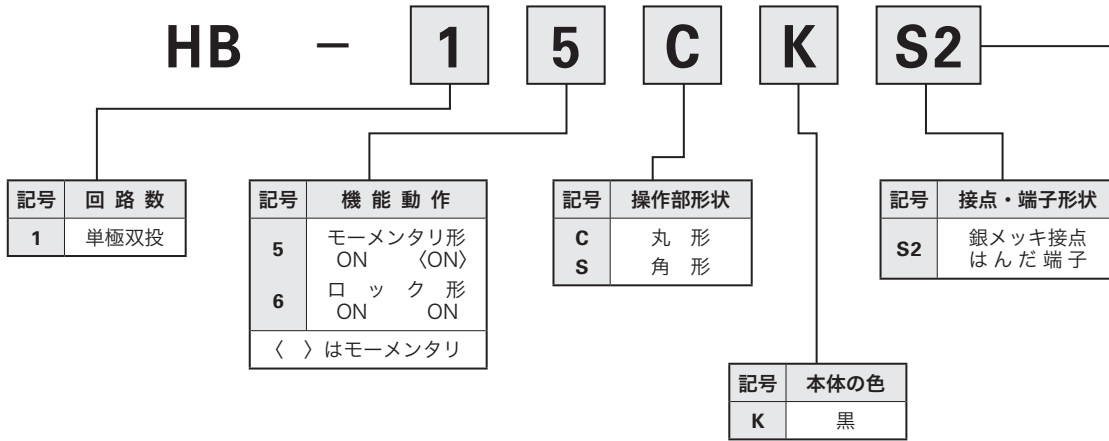 HB － 1 5 C K S2
記号 回路数
1 単極双投
記号 機能動作
5 モーメンタリ形
ON 〈ON〉
6 ロック形
ON ON
〈 〉はモーメンタリ
記号 操作部形状
C 丸形
S 角形
記号 接点・端子形状
S2 銀メッキ接点
はんだ端子
記号 本体の色
K 黒